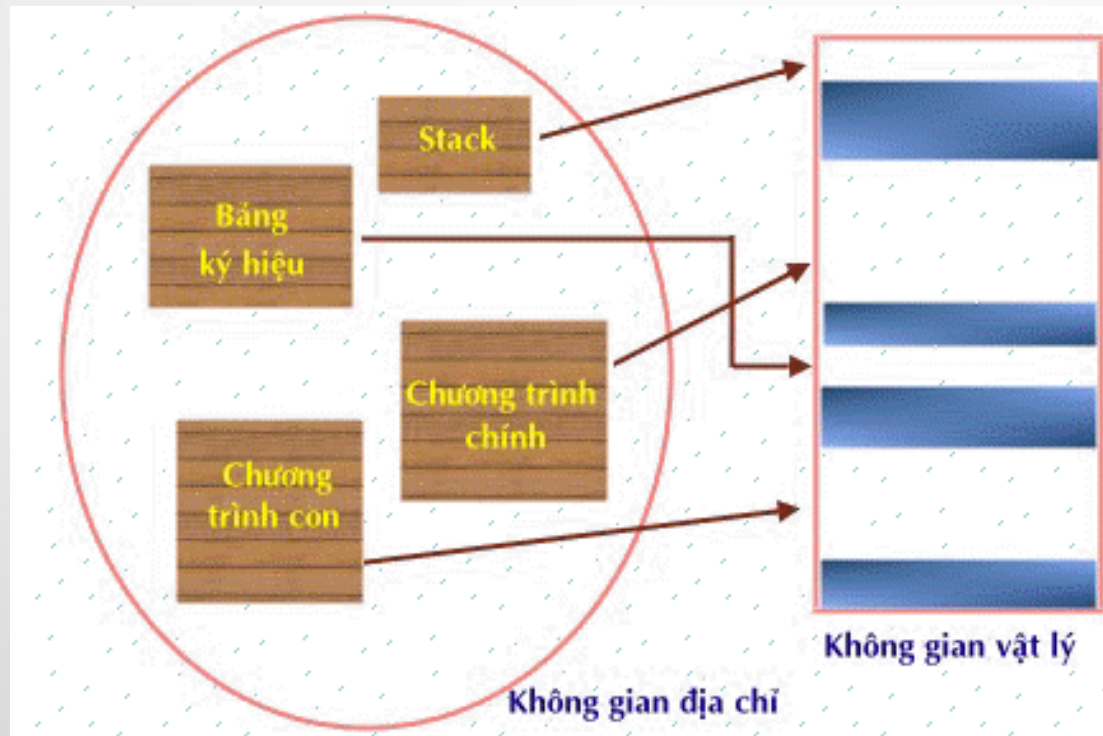 Stack
Bảng
ký hiệu
Chương trình
chính
Chương
trình con
Không gian vật lý
Không gian địa chỉ